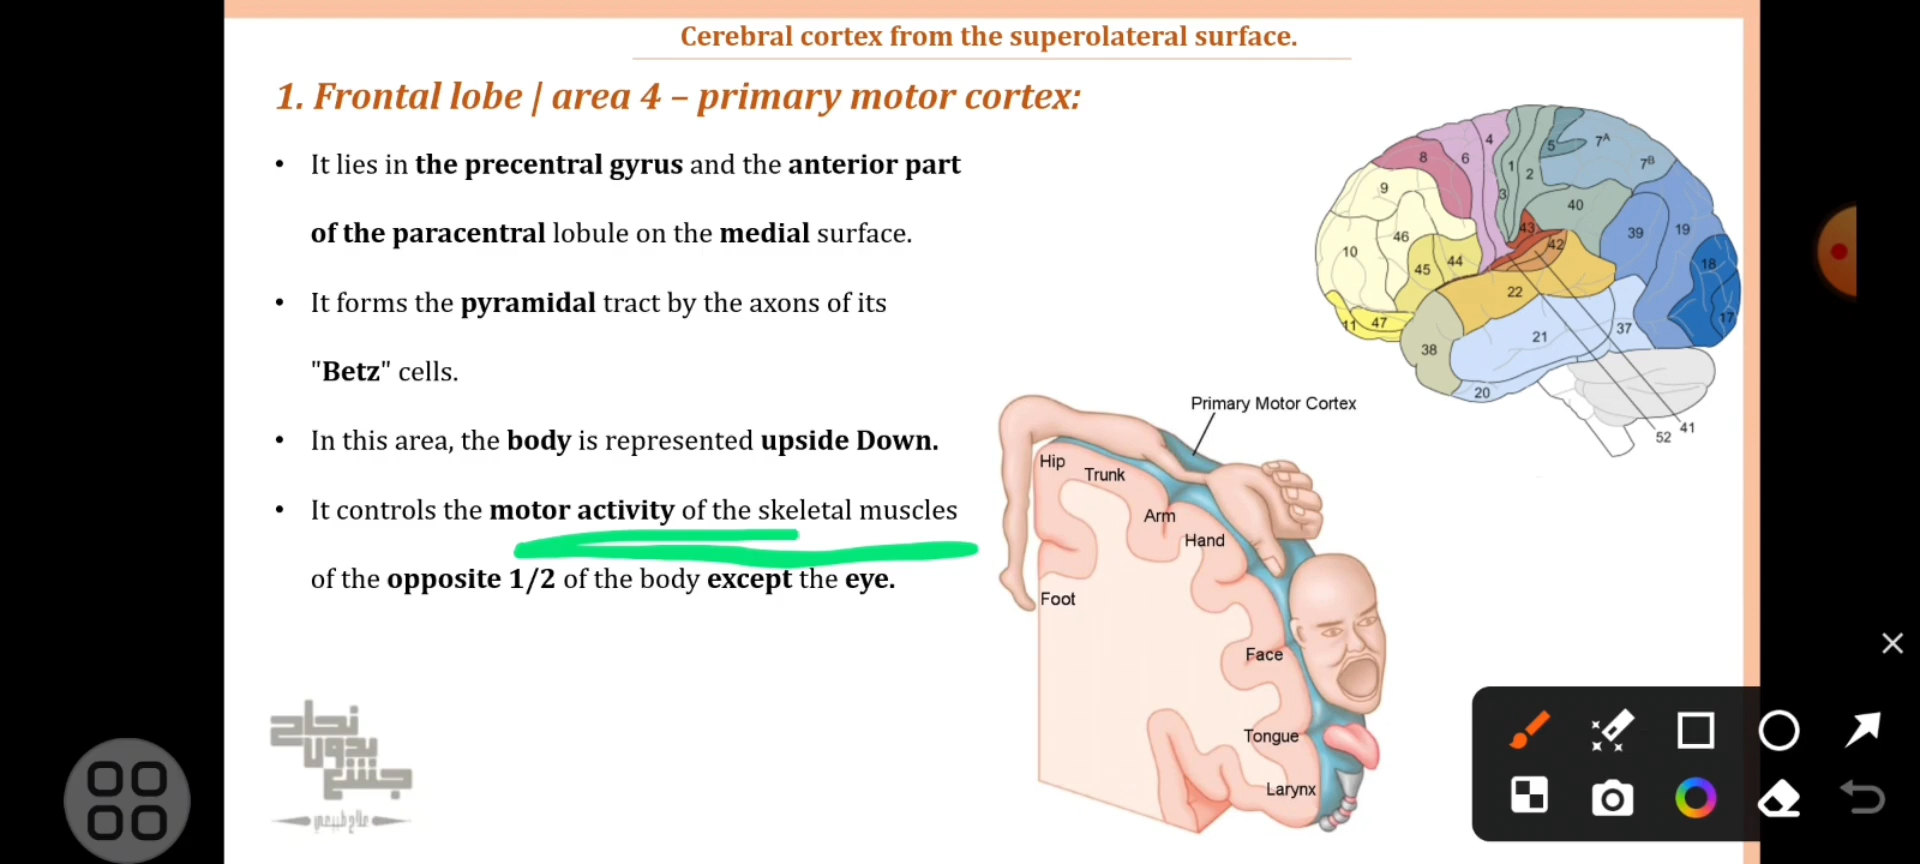 Cerebral cortex from the superolateral surface.
1. Frontal lobe | area 4 – primary motor cortex:
• It lies in the precentral gyrus and the anterior part
of the paracentral lobule on the medial surface.
• It forms the pyramidal tract by the axons of its
"Betz" cells.
• In this area, the body is represented upside Down.
• It controls the motor activity of the skeletal muscles
of the opposite 1/2 of the body except the eye.
4
8
6
5
7A
7B
1
2
3
9
40
46
43
42
39
19
10
45
44
18
22
11
47
17
37
21
38
20
52
41
Primary Motor Cortex
Hip
Trunk
Arm
Hand
Foot
Face
Tongue
Larynx
نجاح
بدون
جشع
علاج طبيعي